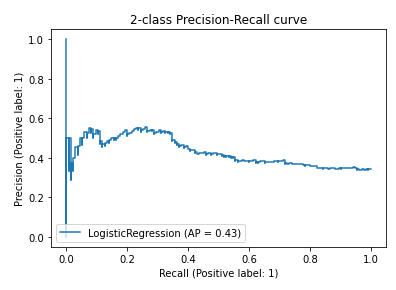 2-class Precision-Recall curve
Precision (Positive label: 1)
1.0
0.8
0.6
0.4
0.2
0.0
LogisticRegression (AP = 0.43)
0.0 0.2 0.4 0.6 0.8 1.0
Recall (Positive label: 1)